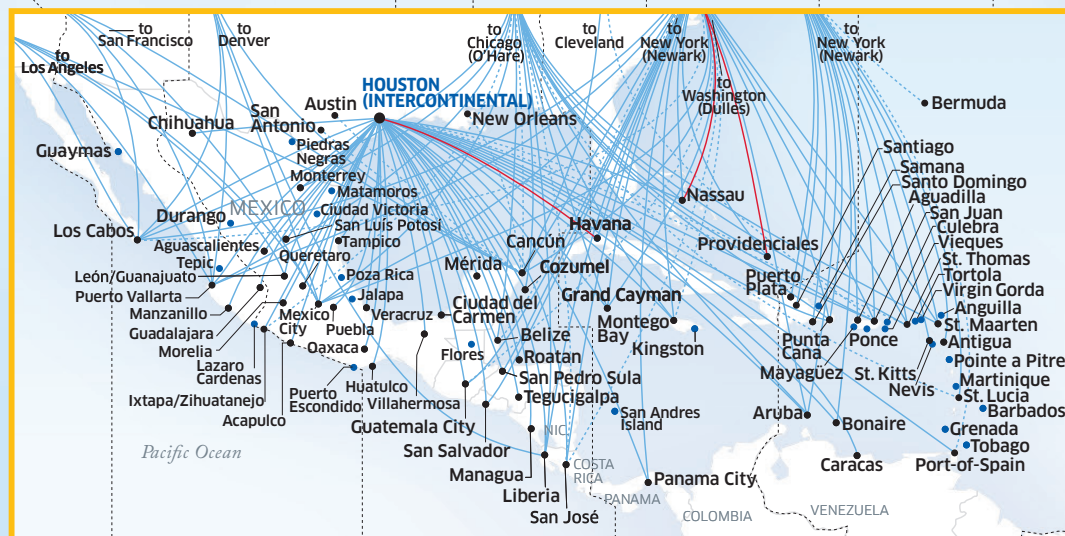 to
San Francisco
to
Denver
to
Chicago
(O'Hare)
to
Cleveland
to
New York
(Newark)
to
New York
(Newark)
to
Los Angeles
to
Washington
(Dulles)
HOUSTON
(INTERCONTINENTAL)
Austin
San
Antonio
New Orleans
Bermuda
Chihuahua
Piedras
Negras
Guaymas
Monterrey
Matamoros
Santiago
Samana
Santo Domingo
Aguadilla
San Juan
Culebra
Vieques
St. Thomas
Tortola
Virgin Gorda
Anguilla
St. Maarten
Antigua
Nassau
Durango
MEXICO
Ciudad Victoria
San Luís Potosí
Tampico
Los Cabos
Aguascalientes
Queretaro
Tepic
León/Guanajuato
Puerto Vallarta
Manzanillo
Guadalajara
Morelia
Poza Rica
Jalapa
Veracruz
Mexico
City
Puebla
Oaxaca
Lazaro
Cardenas
Ixtapa/Zihuatanejo
Acapulco
Puerto
Escondido
Huatulco
Villahermosa
Havana
Cancún
Cozumel
Mérida
Ciudad del
Carmen
Grand Cayman
Providenciales
Puerto
Plata
Montego
Bay
Kingston
Belize
Flores
Roatan
San Pedro Sula
Tegucigalpa
Guatemala City
San Salvador
Managua
Liberia
San José
NIC.
COSTA
RICA
San Andres
Island
Panama City
PANAMA
COLOMBIA
VENEZUELA
Punta
Cana
Ponce
Mayagüez
St. Kitts
Nevis
Pointe a Pitre
Martinique
St. Lucia
Barbados
Grenada
Tobago
Port-of-Spain
Aruba
Bonaire
Caracas
Pacific Ocean